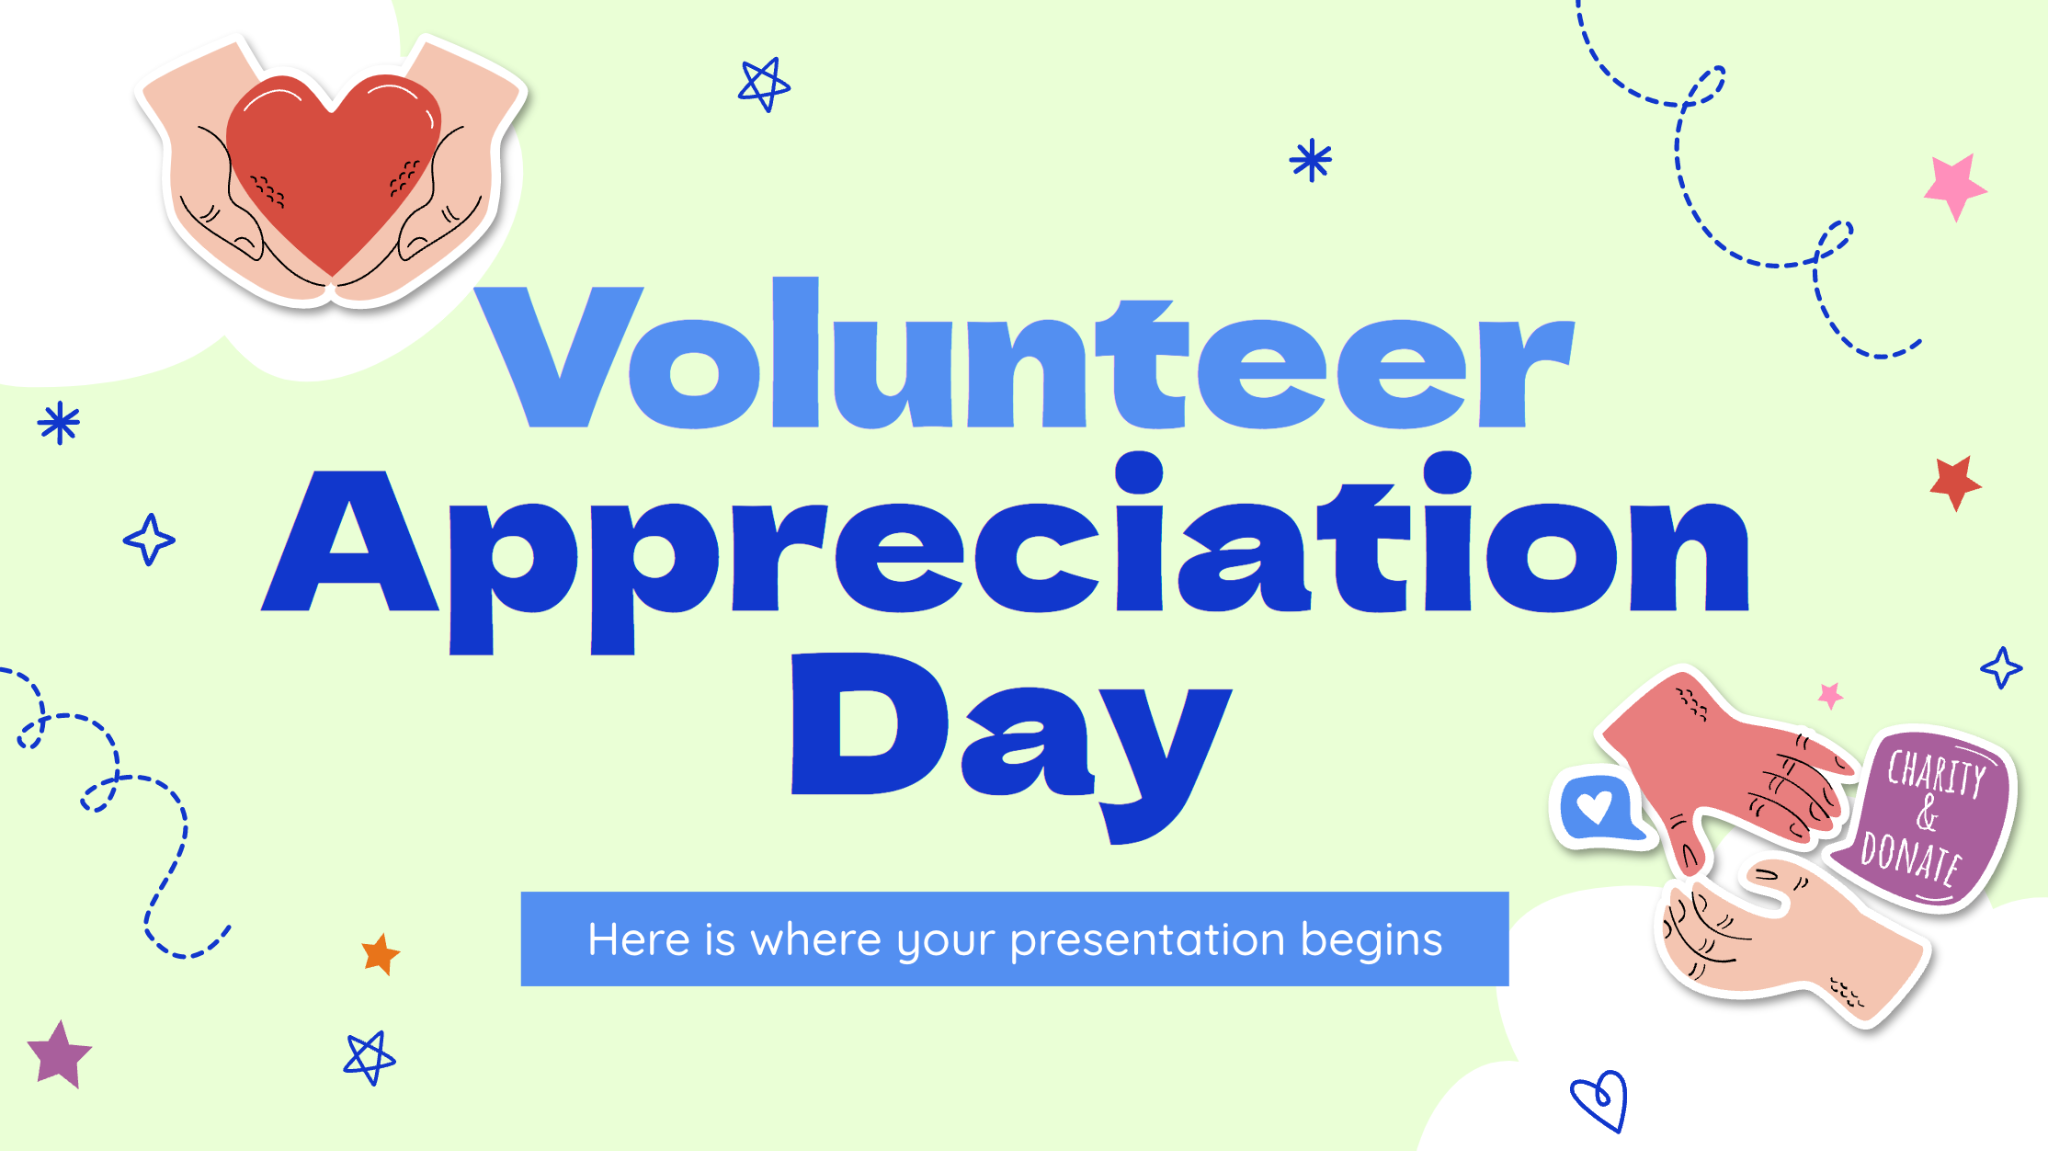 Volunteer
Appreciation
Day
Here is where your presentation begins
CHARITY
&
DONATE